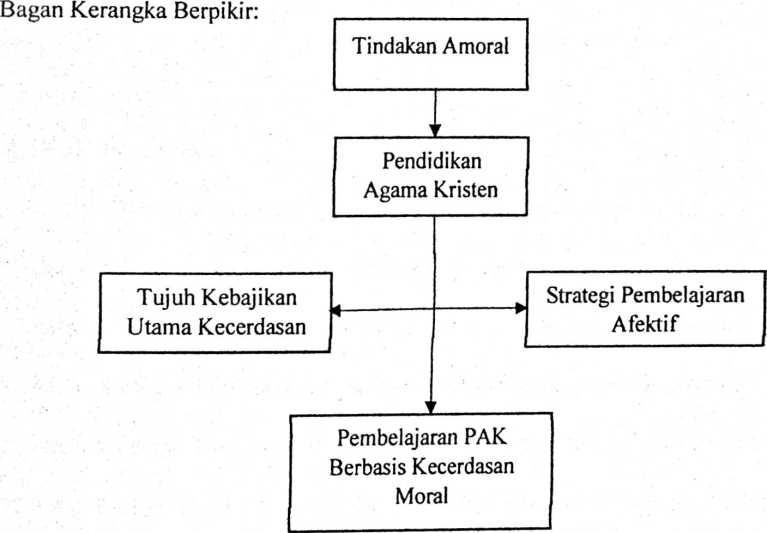 Bagan Kerangka Berpikir:
Tindakan Amoral
Pendidikan
Agama Kristen
Tujuh Kebajikan
Utama Kecerdasan
Strategi Pembelajaran
Afektif
Pembelajaran PAK
Berbasis Kecerdasan
Moral